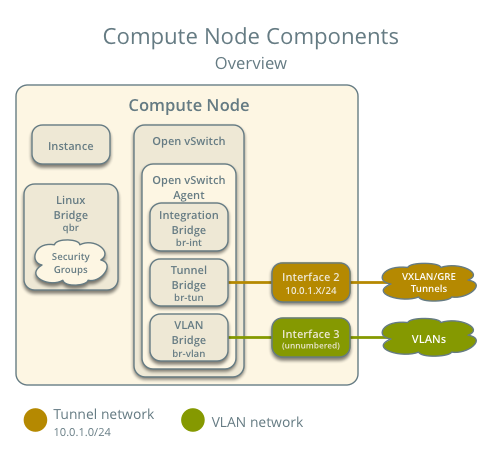 Compute Node Components
Overview
Compute Node
Instance
Linux
Bridge
qbr
Security
Groups
Open vSwitch
Open vSwitch
Agent
Integration
Bridge
br-int
Tunnel
Bridge
br-tun
VLAN
Bridge
br-vlan
Interface 2
10.0.1.X/24
VXLAN/GRE
Tunnels
Interface 3
(unnumbered)
VLANs
Tunnel network
10.0.1.0/24
VLAN network